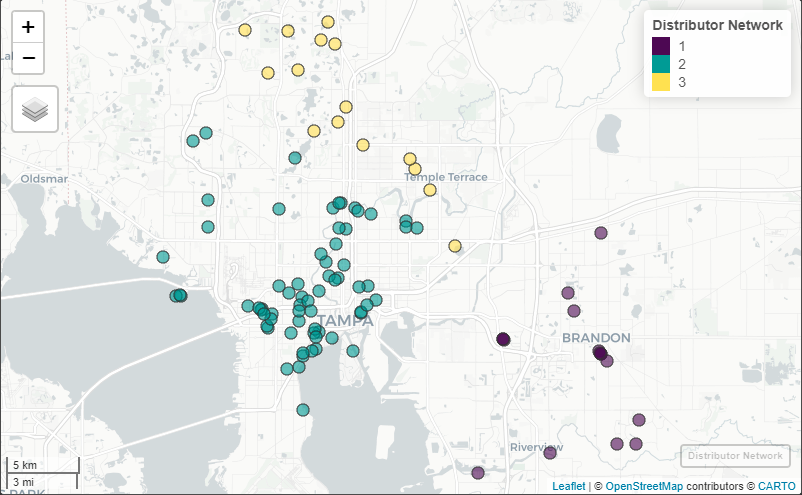 +
−
Distributor Network
1
2
3
Oldsmar
Temple Terrace
TAMPA
BRANDON
Riverview
Distributor Network
5 km
3 mi
S PARK
Leaflet | © OpenStreetMap contributors © CARTO